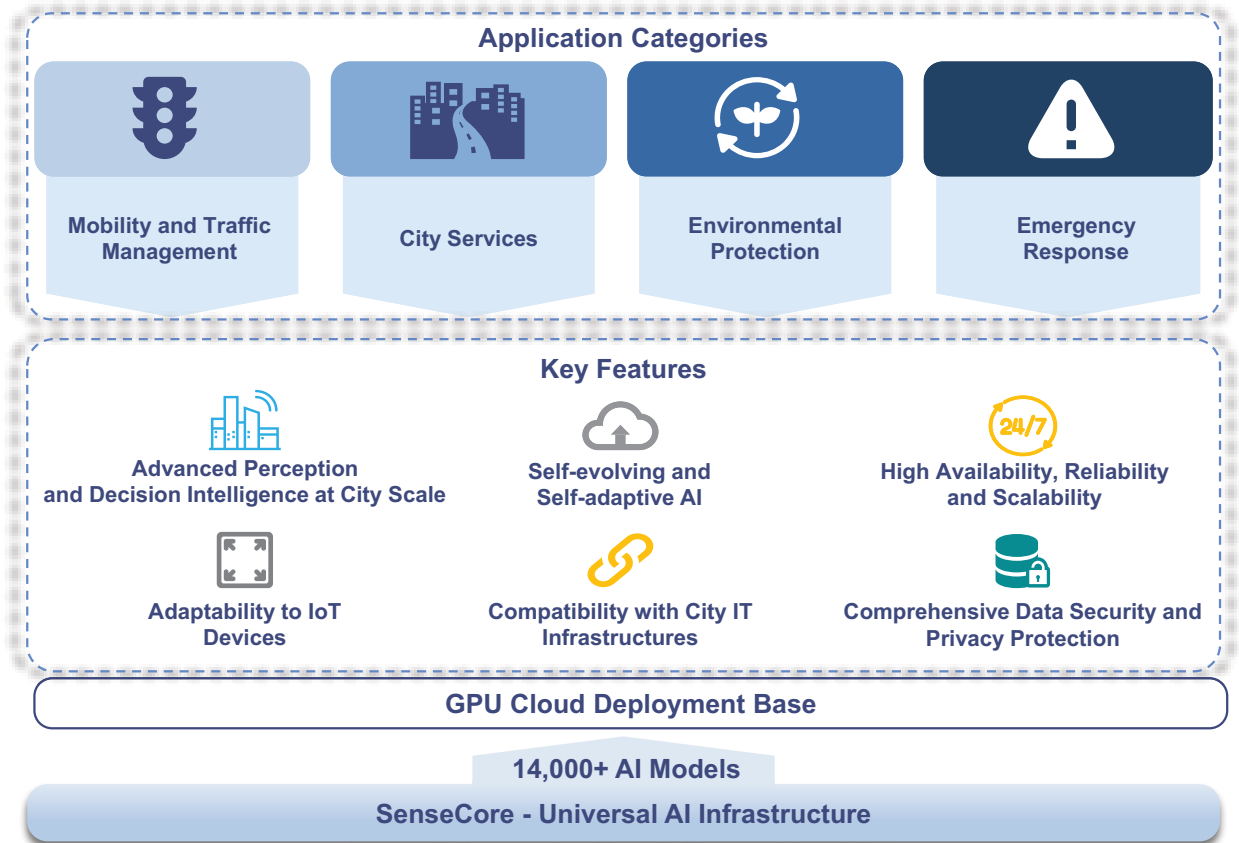 Application Categories
Mobility and Traffic
Management
City Services
Environmental
Protection
Emergency
Response
Key Features
Advanced Perception
and Decision Intelligence at City Scale
Self-evolving and
Self-adaptive AI
24/7
High Availability, Reliability
and Scalability
Adaptability to IoT
Devices
Compatibility with City IT
Infrastructures
Comprehensive Data Security and
Privacy Protection
GPU Cloud Deployment Base
14,000+ AI Models
SenseCore - Universal AI Infrastructure